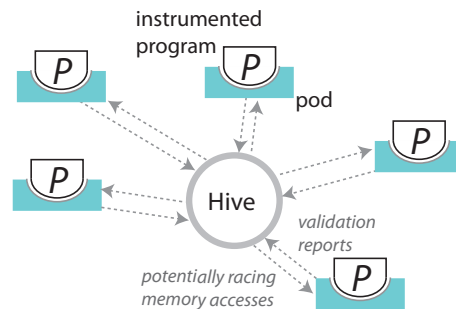 instrumented
program
P
P
pod
P
P
Hive
validation
reports
potentially racing
memory accesses
P